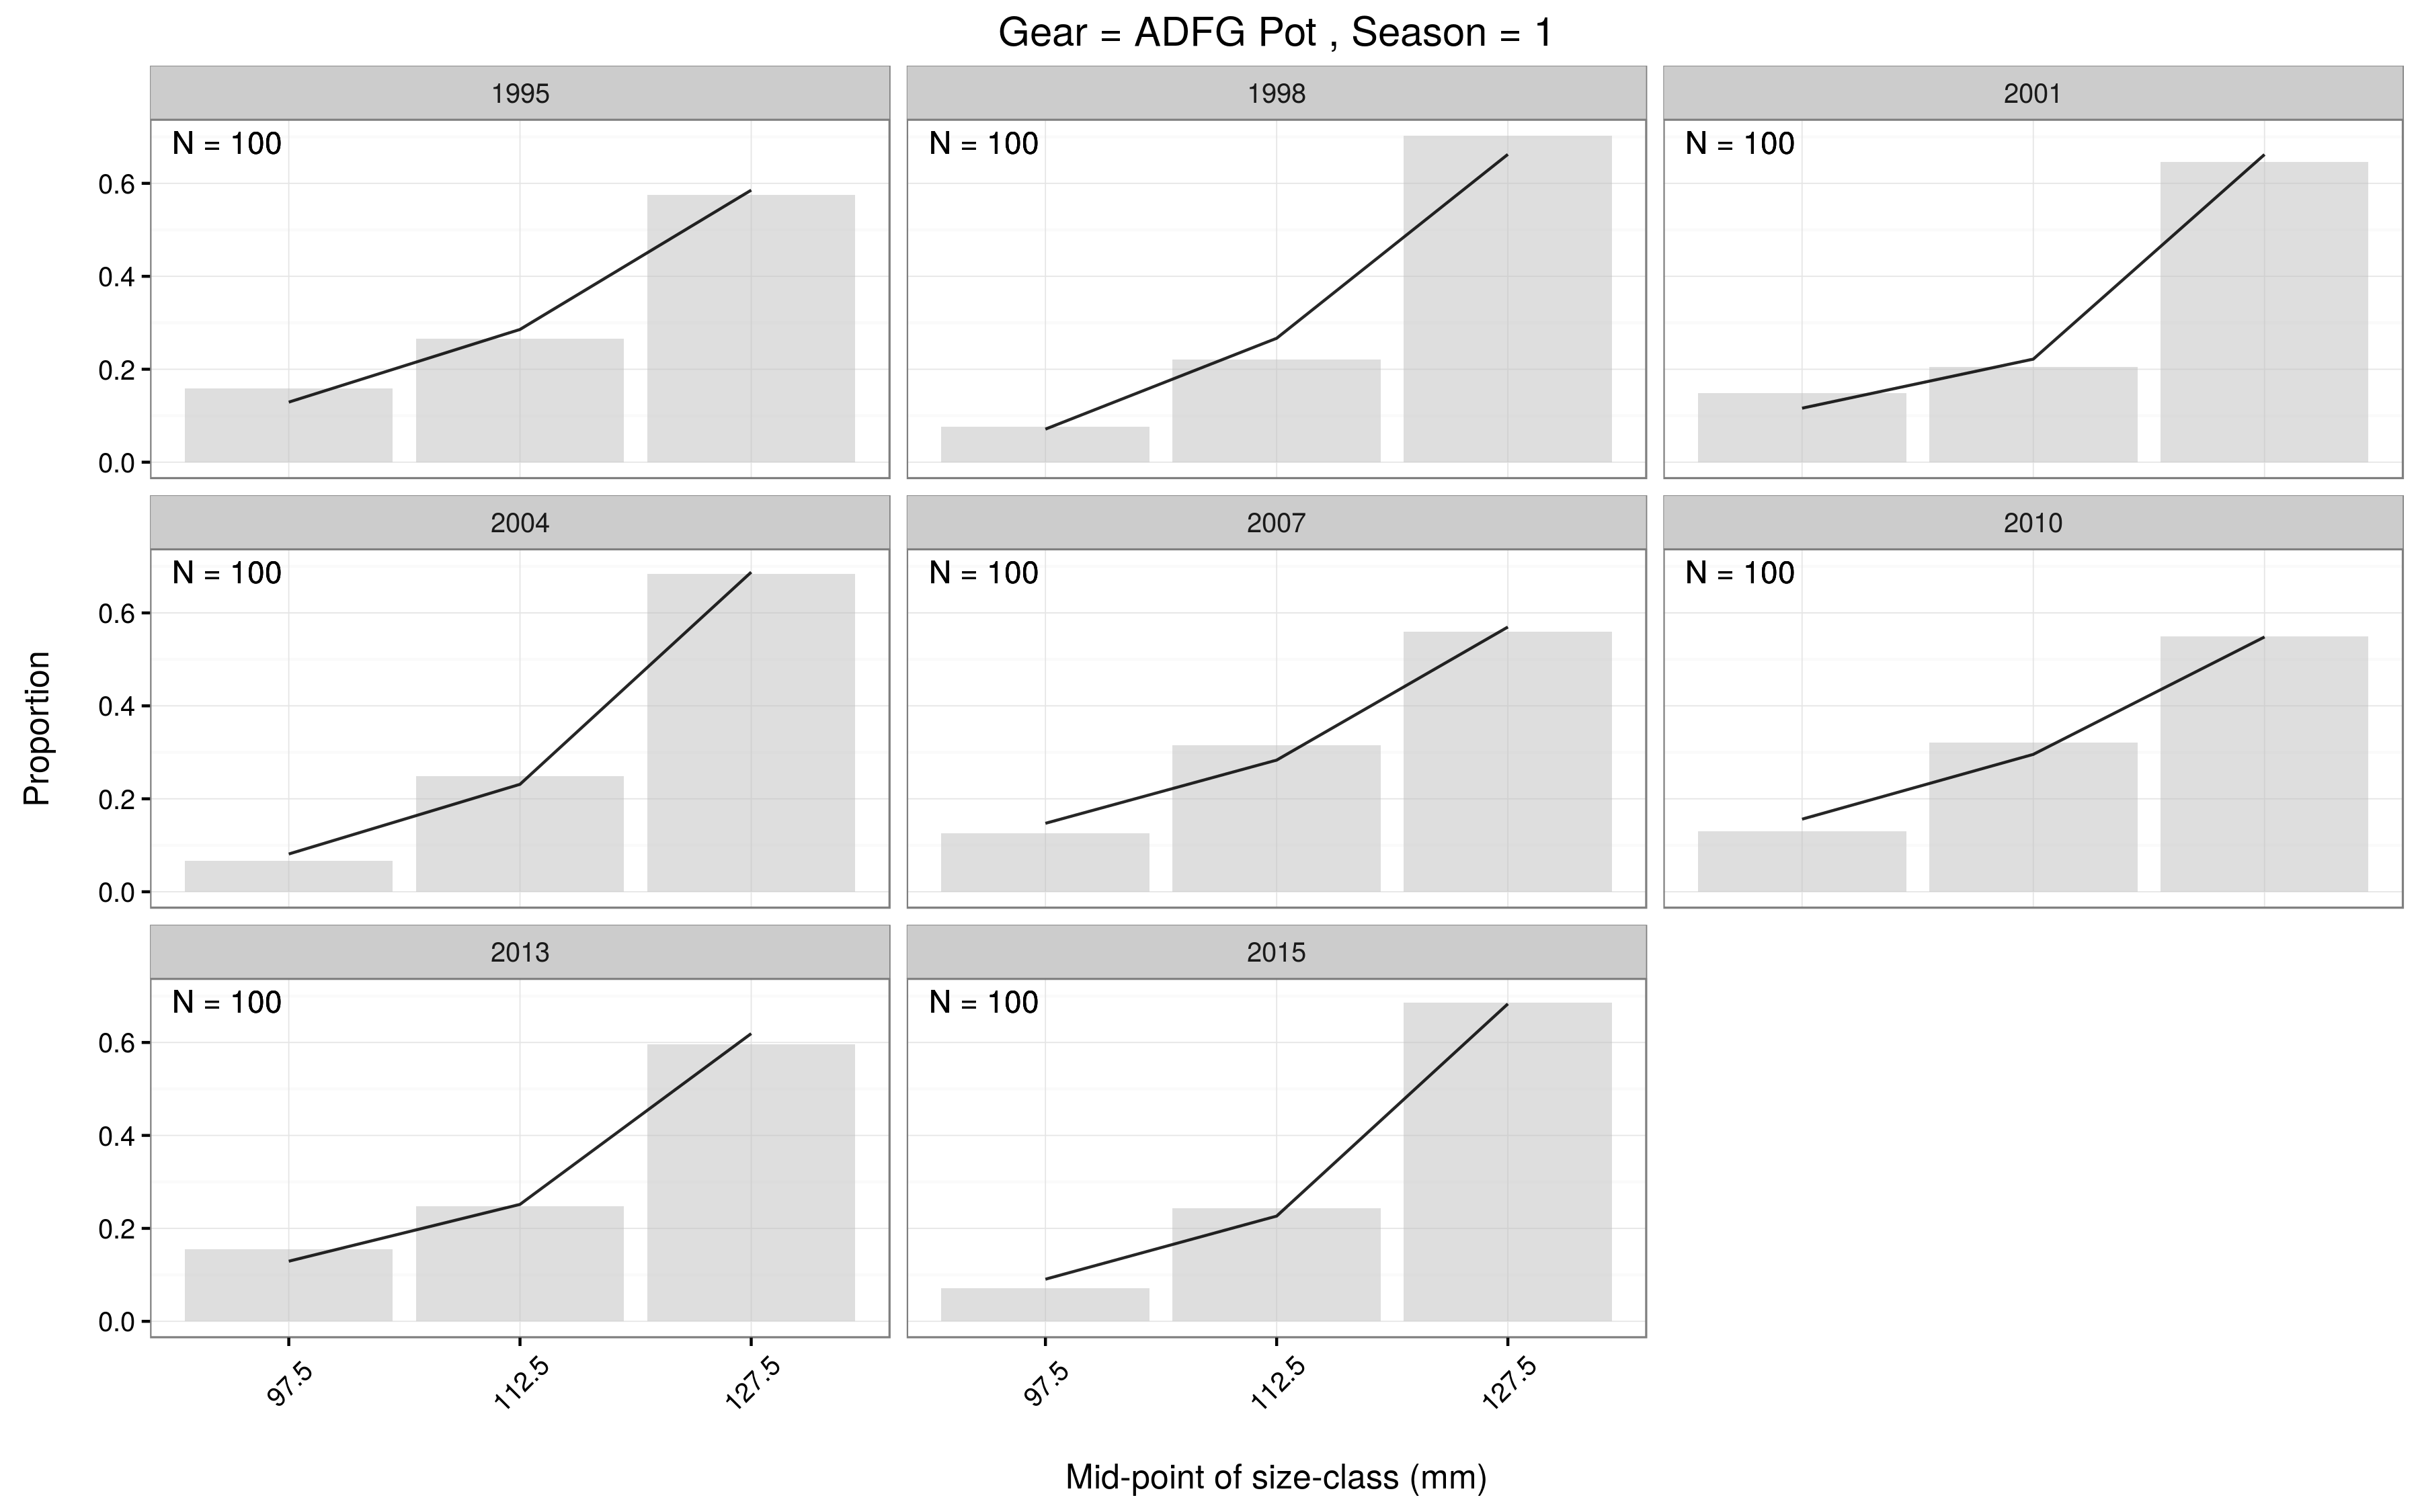 Gear = ADFG Pot , Season = 1
1995
1998
2001
N = 100
N = 100
N = 100
0.6
0.4
0.2
0.0
2004
2007
2010
N = 100
N = 100
N = 100
0.6
0.4
0.2
0.0
Proportion
2013
2015
N = 100
N = 100
0.6
0.4
0.2
0.0
97.5
112.5
127.5
97.5
112.5
127.5
Mid-point of size-class (mm)